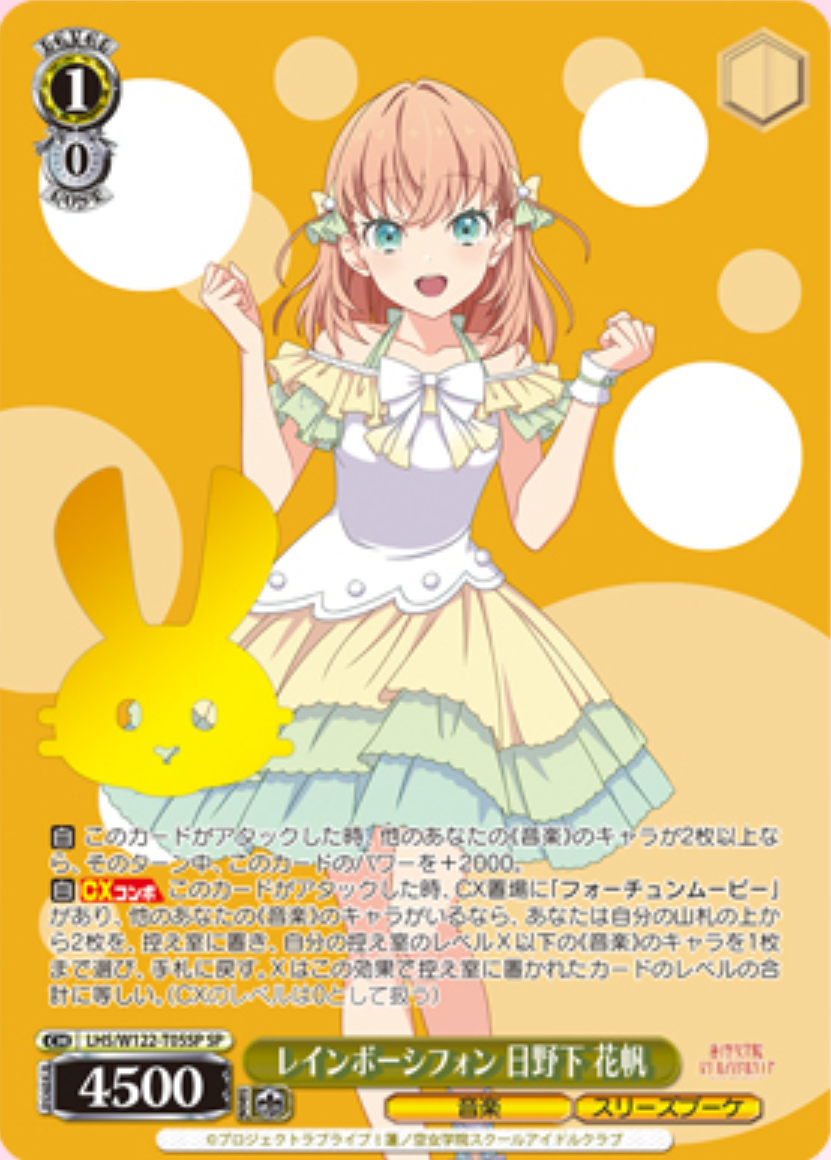 LEVEL
1
0
COST
このカードがアタックした時、他のあなたの《音楽》のキャラが2枚以上な
ら、そのターン中、このカードのパワーを+2000。
CXコンボ このカードがアタックした時、CX置場に「フォーチュンムービー」
があり、他のあなたの《音楽》のキャラがいるなら、あなたは自分の山札の上か
ら2枚を、控え室に置き、自分の控え室のレベルX以下の《音楽》のキャラを1枚
まで選び、手札に戻す。Xはこの効果で控え室に置かれたカードのレベルの合
計に等しい。(CXのレベルは0として扱う)
CH LHS/W122-T05SP SP
レインボーシフォン 日野下 花帆
4500
音楽 スリーズブーケ
©プロジェクトラブライブ!蓮ノ空女学院スクールアイドルクラブ